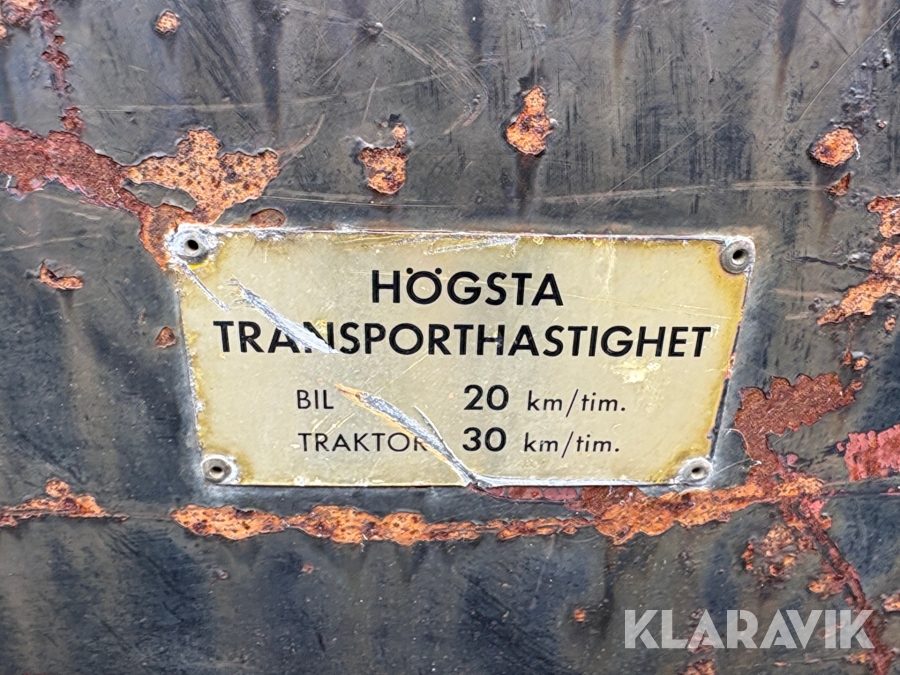 HÖGSTA
TRANSPORTHASTIGHET
BIL 20 km/tim.
TRAKTOR 30 km/tim.
KLARAVIK